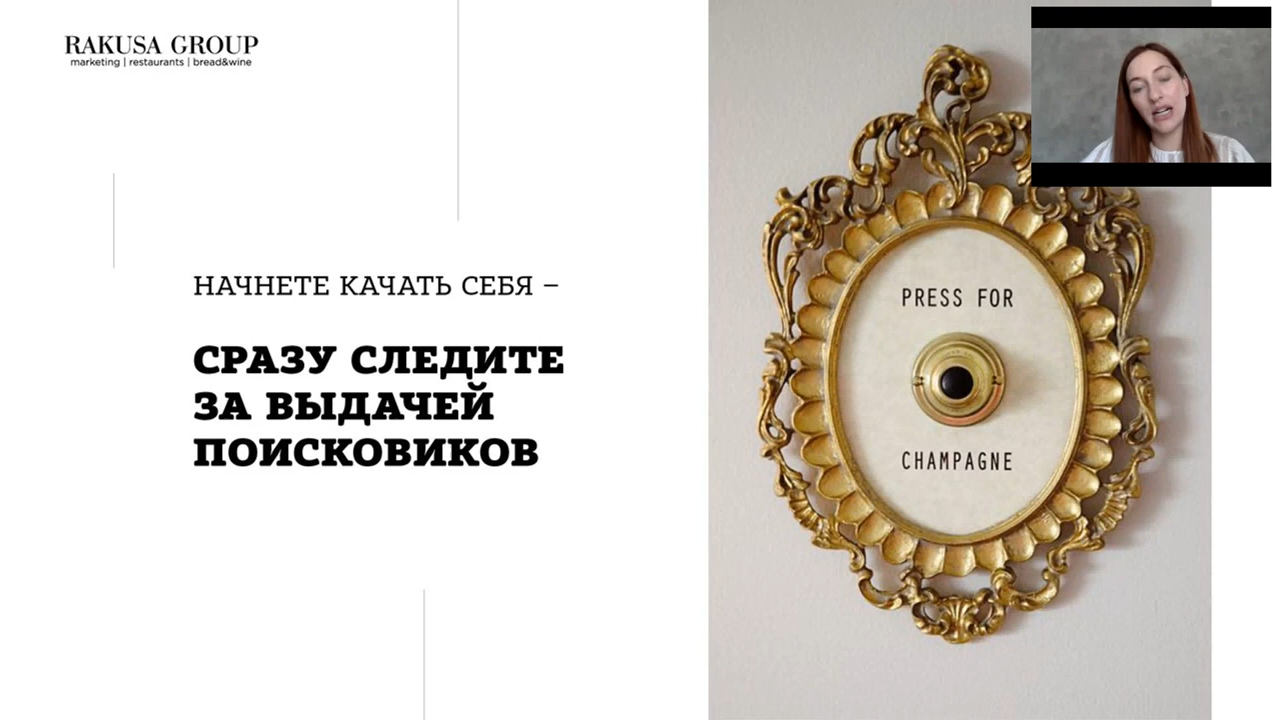 RAKUSA GROUP
marketing | restaurants | bread&wine
НАЧНЕТЕ КАЧАТЬ СЕБЯ –
СРАЗУ СЛЕДИТЕ
ЗА ВЫДАЧЕЙ
ПОИСКОВИКОВ
PRESS FOR
CHAMPAGNE